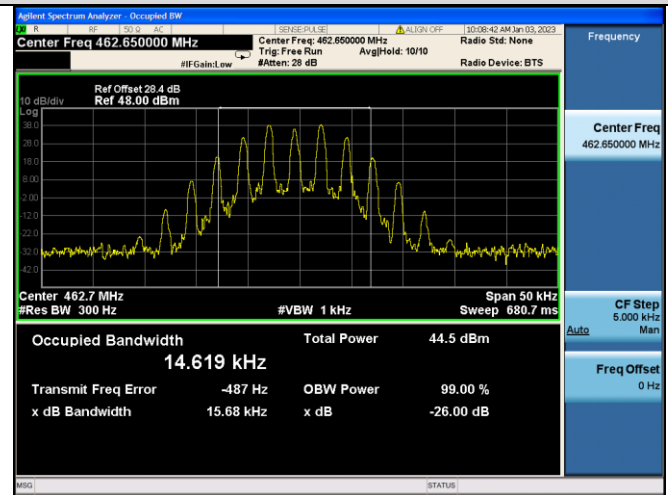 Agilent Spectrum Analyzer - Occupied BW
R RF 50 Ω AC SENSE:PULSE ALIGN OFF 10:08:42 AM Jan 03, 2023
Center Freq 462.650000 MHz
Center Freq: 462.650000 MHz Radio Std: None
Trig: Free Run Avg|Hold: 10/10
#IFGain:Low #Atten: 28 dB Radio Device: BTS
Frequency
Ref Offset 28.4 dB
10 dB/div Ref 48.00 dBm
Log
38.0
28.0
18.0
8.00
2.00
12.0
22.0
32.0
42.0
Center Freq
462.650000 MHz
Center 462.7 MHz Span 50 kHz
#Res BW 300 Hz #VBW 1 kHz Sweep 680.7 ms
CF Step
5.000 kHz
Auto Man
Occupied Bandwidth Total Power 44.5 dBm
14.619 kHz
Transmit Freq Error -487 Hz OBW Power 99.00 %
x dB Bandwidth 15.68 kHz x dB -26.00 dB
Freq Offset
0 Hz
MSG STATUS